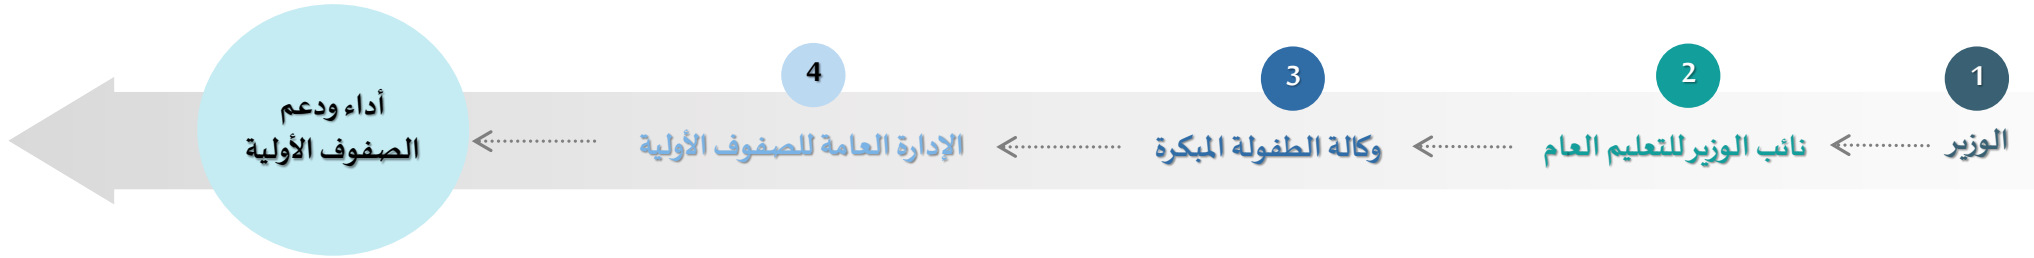 1
الوزير
2
نائب الوزير للتعليم العام
3
وكالة الطفولة المبكرة
4
الإدارة العامة للصفوف الأولية
أداء ودعم
الصفوف الأولية